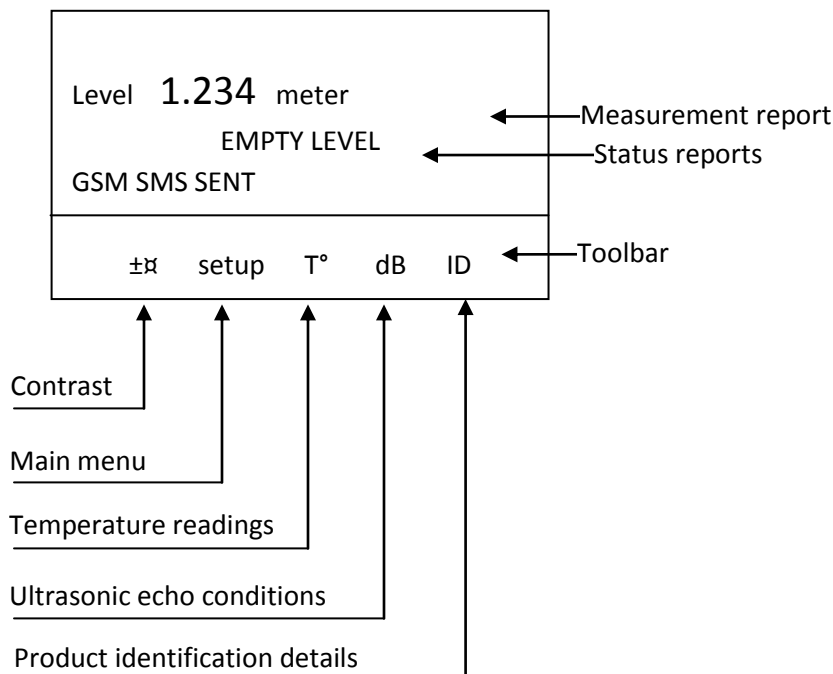 Level 1.234 meter
Measurement report
EMPTY LEVEL
Status reports
GSM SMS SENT
±¤ setup T° dB ID
Toolbar
Contrast
Main menu
Temperature readings
Ultrasonic echo conditions
Product identification details